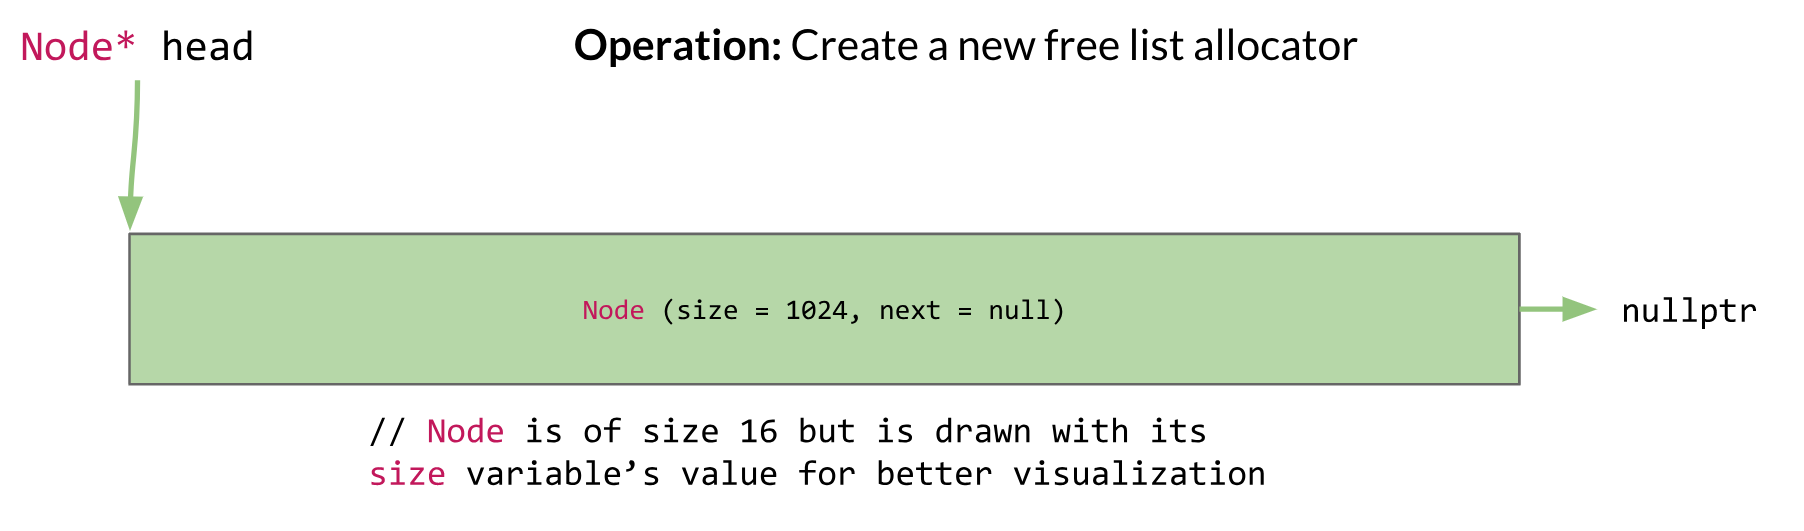 Node* head
Operation: Create a new free list allocator
Node (size = 1024, next = null)
nullptr
// Node is of size 16 but is drawn with its
size variable’s value for better visualization